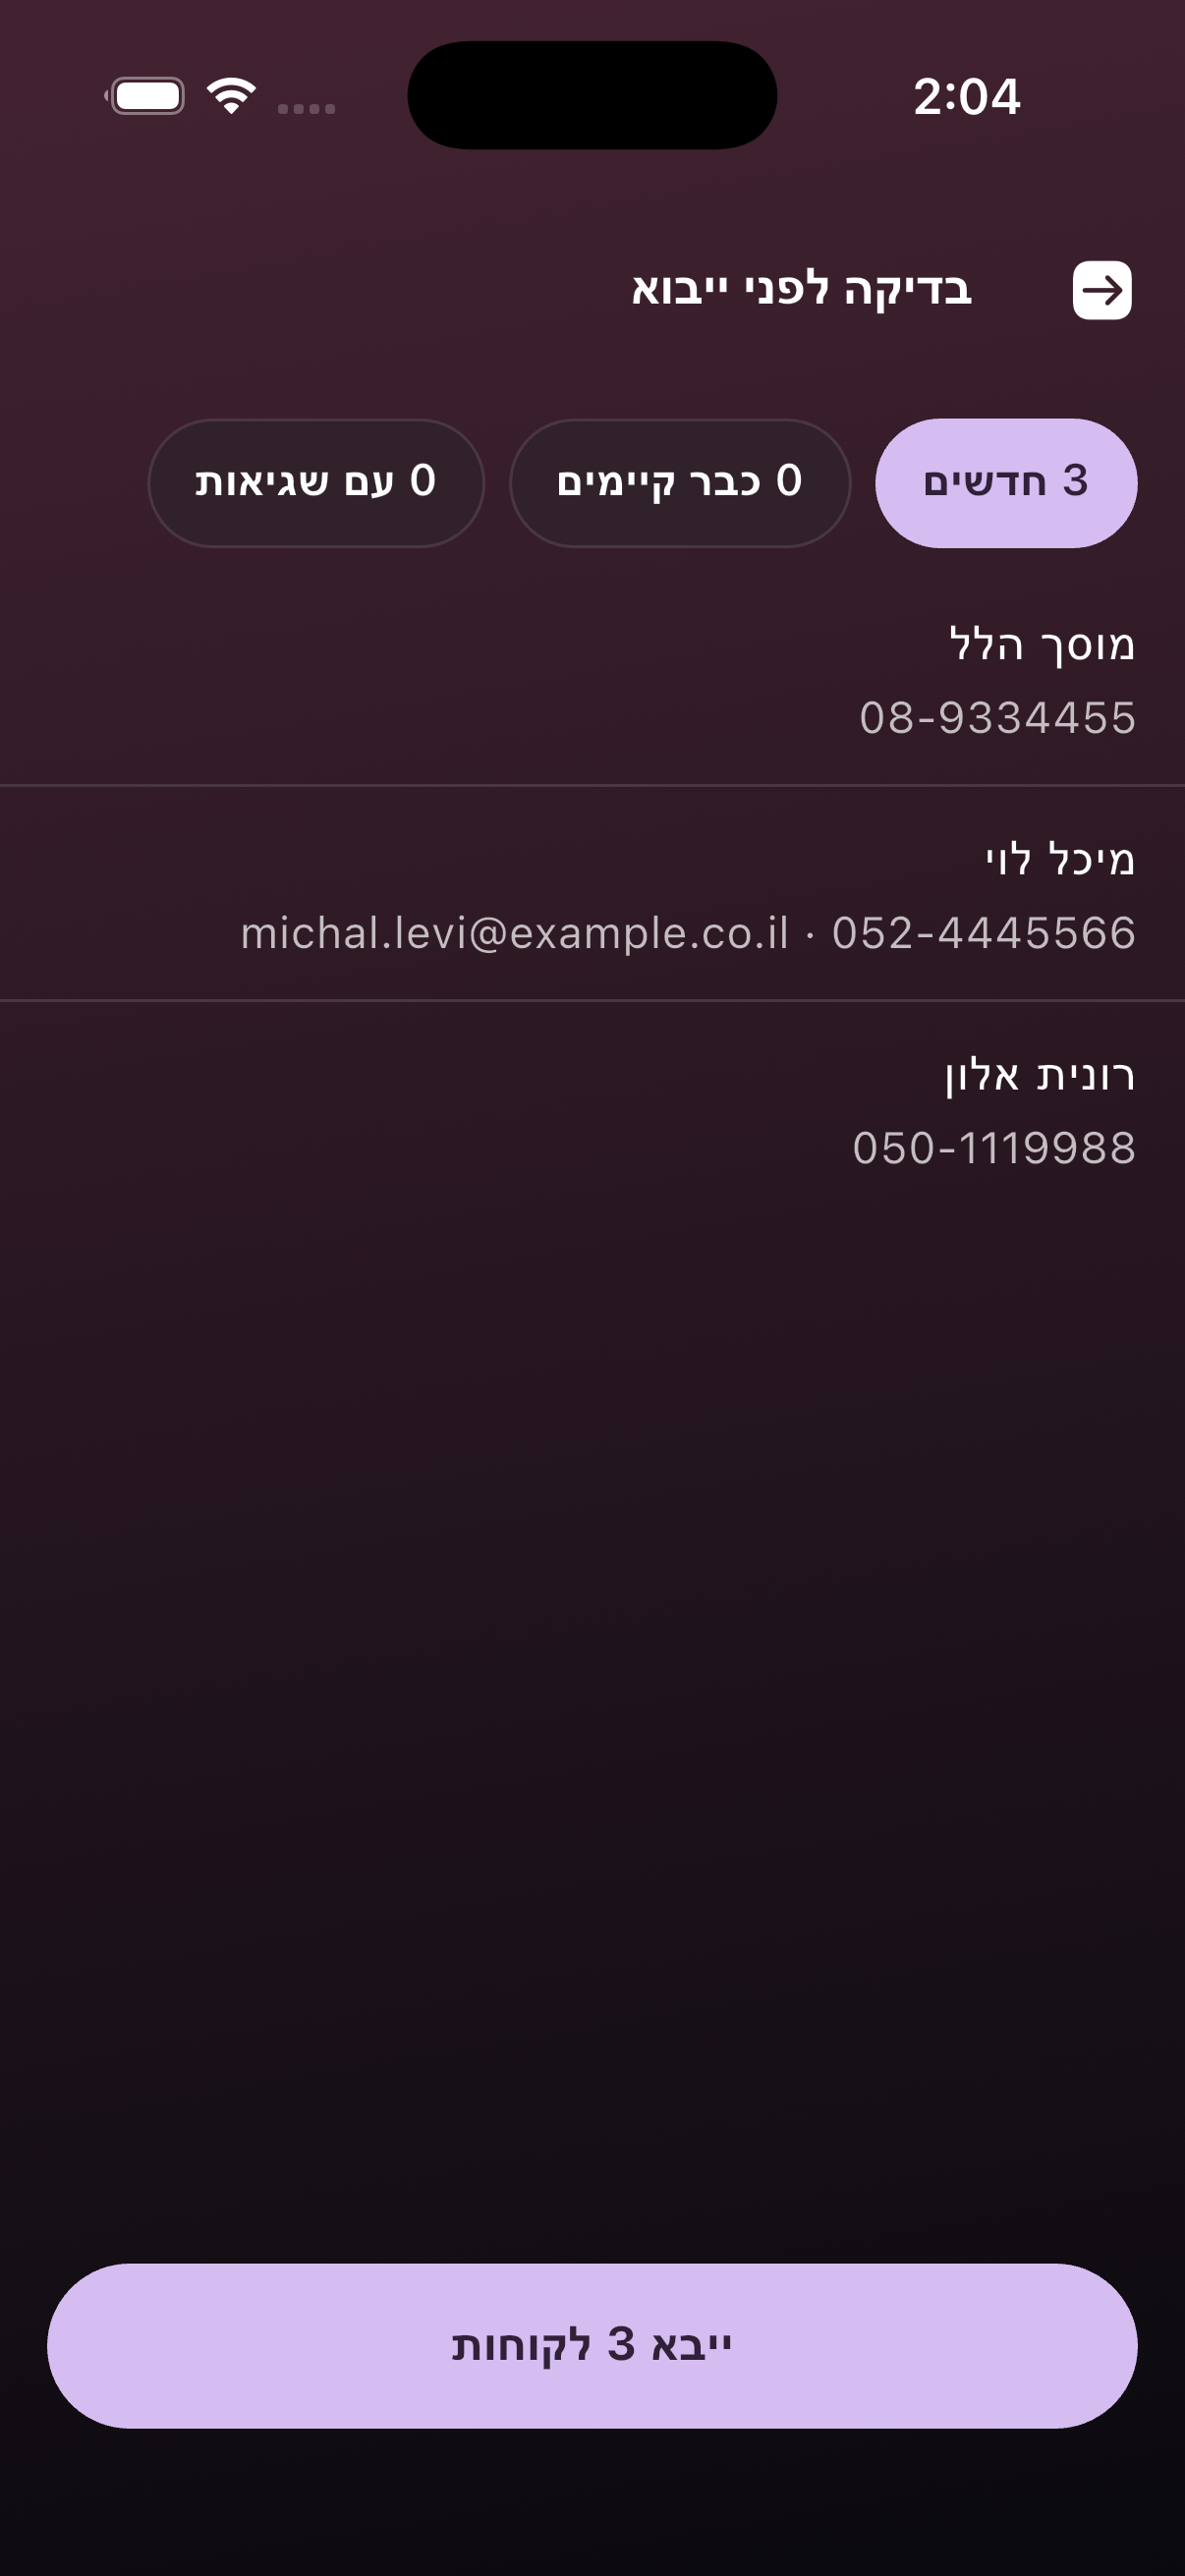 2:04
בדיקה לפני ייבוא
3 חדשים
0 כבר קיימים
0 עם שגיאות
מוסך הלל
08-9334455
מיכל לוי
052-4445566 · michal.levi@example.co.il
רונית אלון
050-1119988
ייבא 3 לקוחות